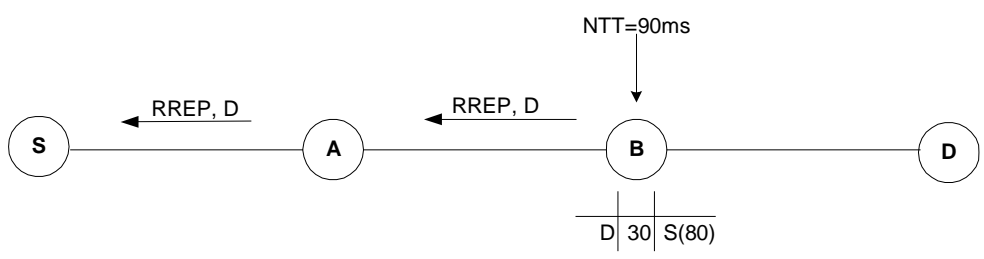 NTT=90ms
RREP, D
RREP, D
S
A
B
D
D 30 S(80)